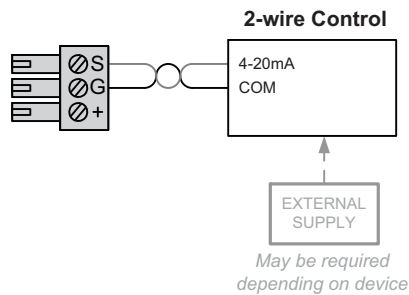 2-wire Control
S
G
+
4-20mA
COM
EXTERNAL
SUPPLY
May be required
depending on device